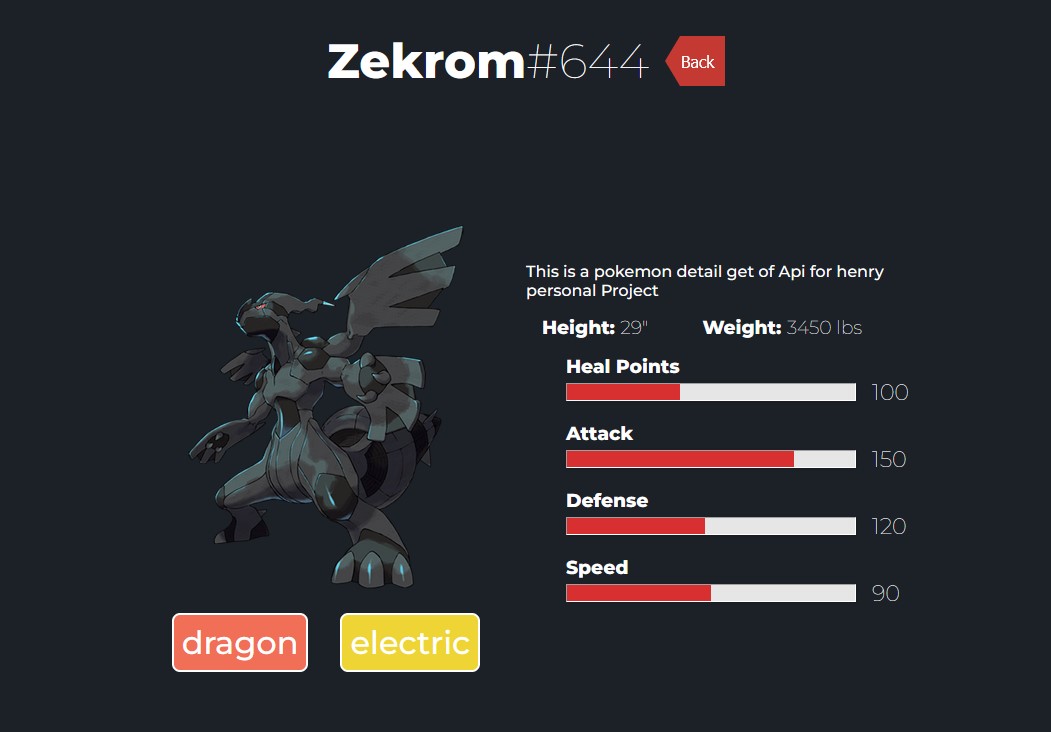 Zekrom#644
Back
This is a pokemon detail get of Api for henry
personal Project
Height: 29" Weight: 3450 lbs
Heal Points
100
Attack
150
Defense
120
Speed
90
dragon electric